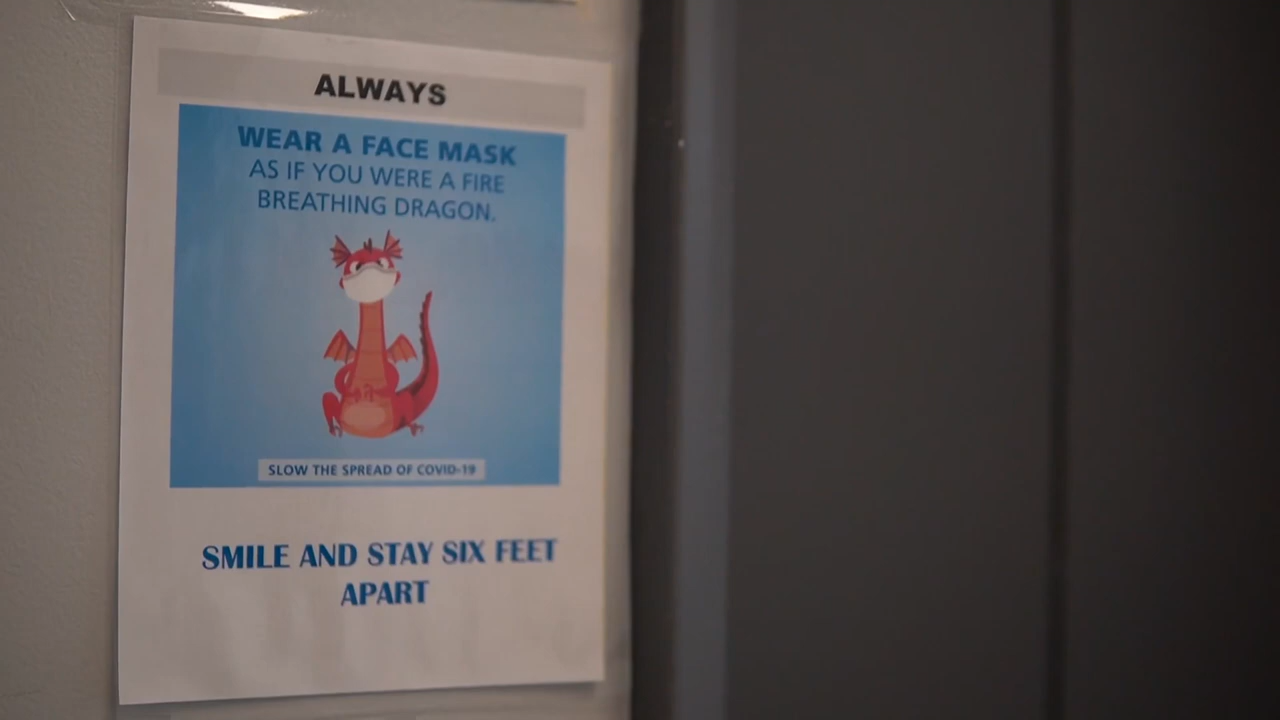 ALWAYS
WEAR A FACE MASK
AS IF YOU WERE A FIRE
BREATHING DRAGON.
SLOW THE SPREAD OF COVID-19
SMILE AND STAY SIX FEET
APART